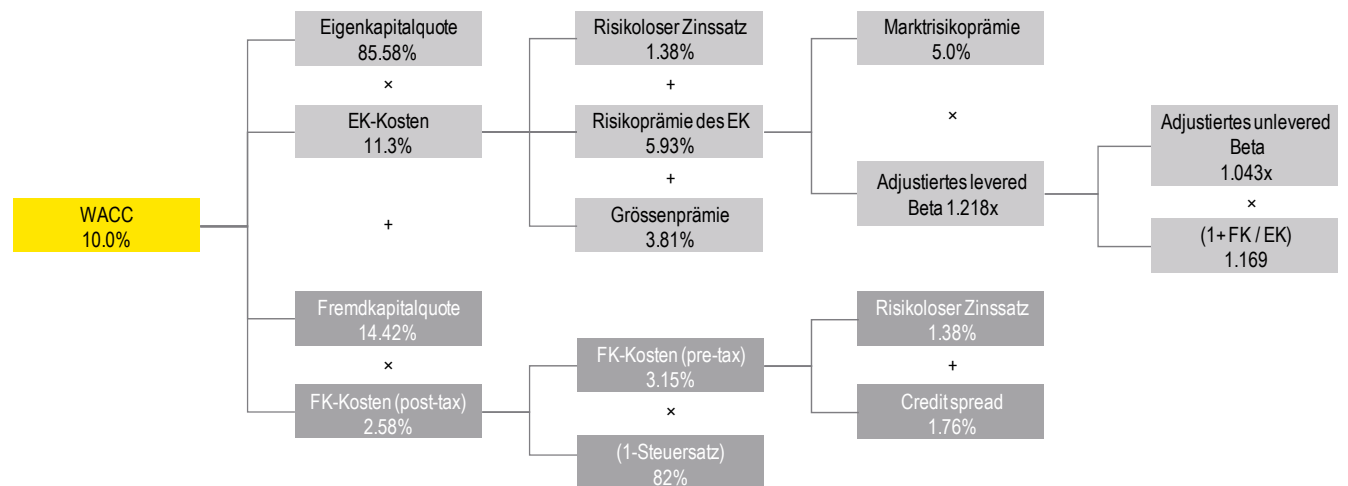 WACC
10.0%
Eigenkapitalquote
85.58%
×
EK-Kosten
11.3%
+
Fremdkapitalquote
14.42%
×
FK-Kosten (post-tax)
2.58%
Risikoloser Zinssatz
1.38%
+
Risikoprämie des EK
5.93%
+
Grössenprämie
3.81%
FK-Kosten (pre-tax)
3.15%
×
(1-Steuersatz)
82%
Marktrisikoprämie
5.0%
×
Adjustiertes levered
Beta 1.218x
Risikoloser Zinssatz
1.38%
+
Credit spread
1.76%
Adjustiertes unlevered
Beta
1.043x
×
(1+ FK / EK)
1.169